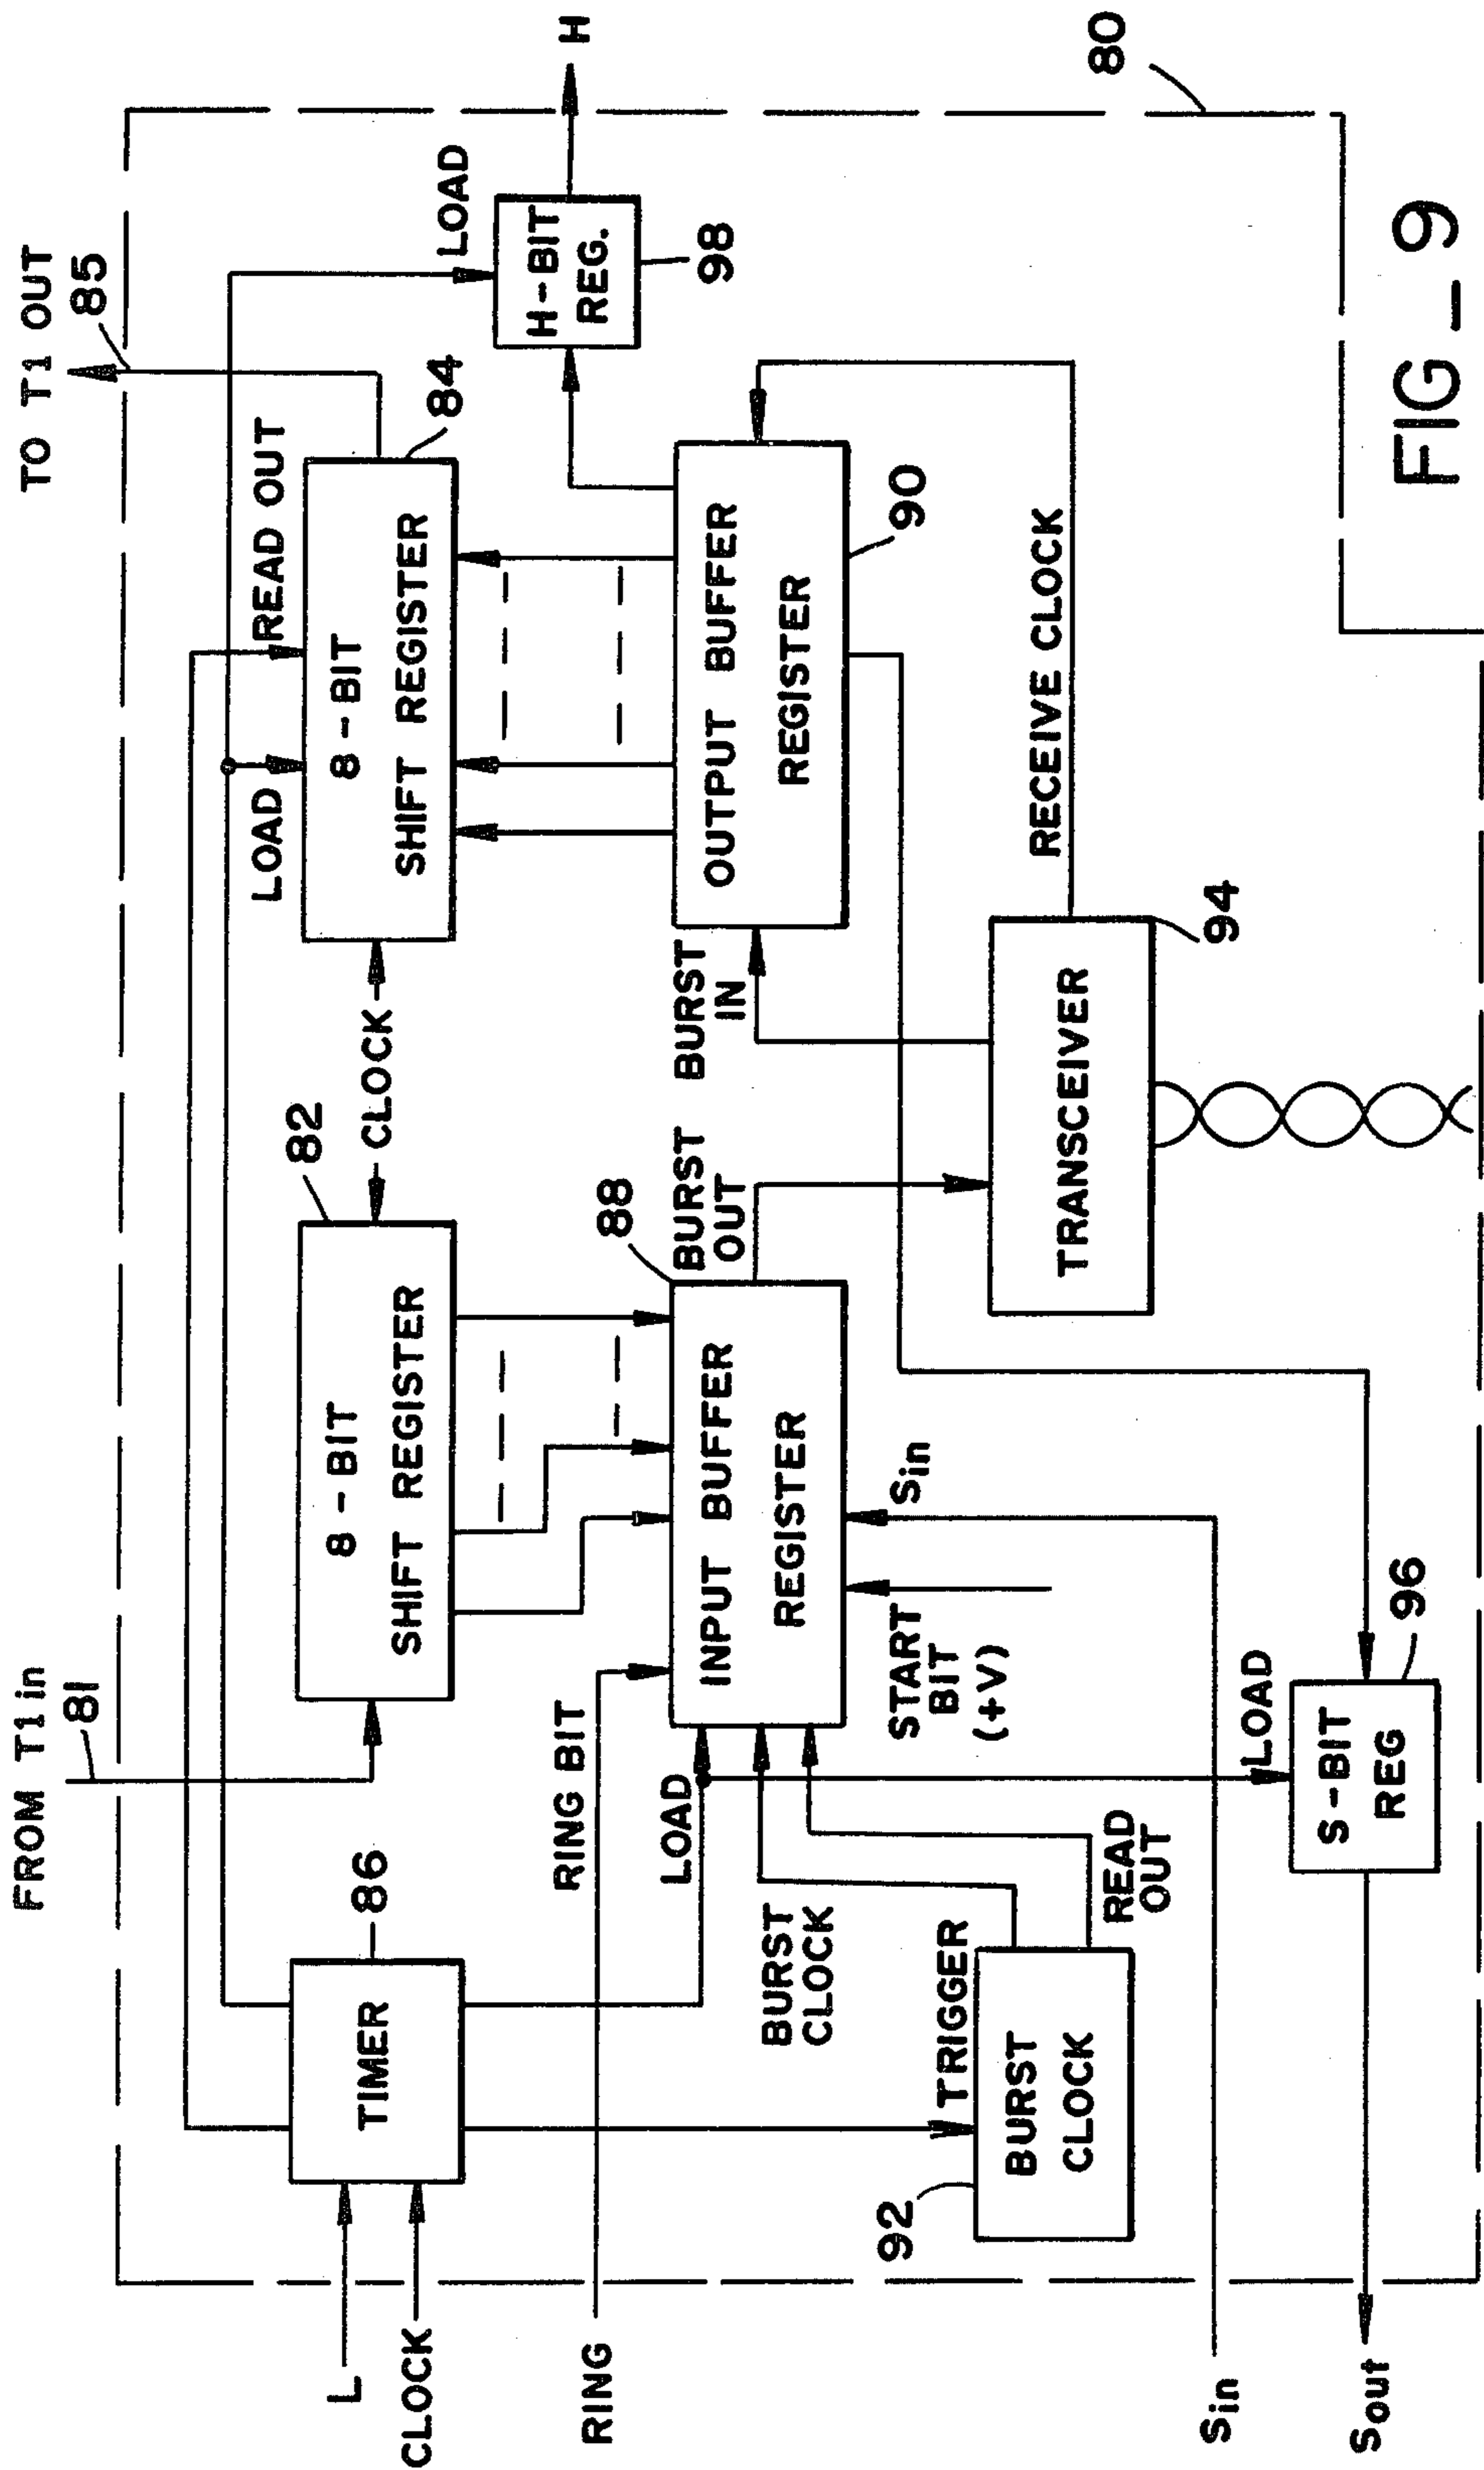 FROM T1 in
81
TO T1 OUT
85
L
CLOCK
TIMER
86
8-BIT
SHIFT REGISTER
82
CLOCK
LOAD
READ OUT
8-BIT
SHIFT REGISTER
84
LOAD
H-BIT
REG.
98
H
RING
RING BIT
LOAD
BURST
CLOCK
INPUT BUFFER
REGISTER
88
BURST
OUT
BURST
IN
OUTPUT BUFFER
REGISTER
90
TRIGGER
BURST
CLOCK
92
READ
OUT
START
BIT
(+V)
Sin
TRANSCEIVER
94
RECEIVE CLOCK
80
Sin
LOAD
S-BIT
REG
96
Sout
FIG_9